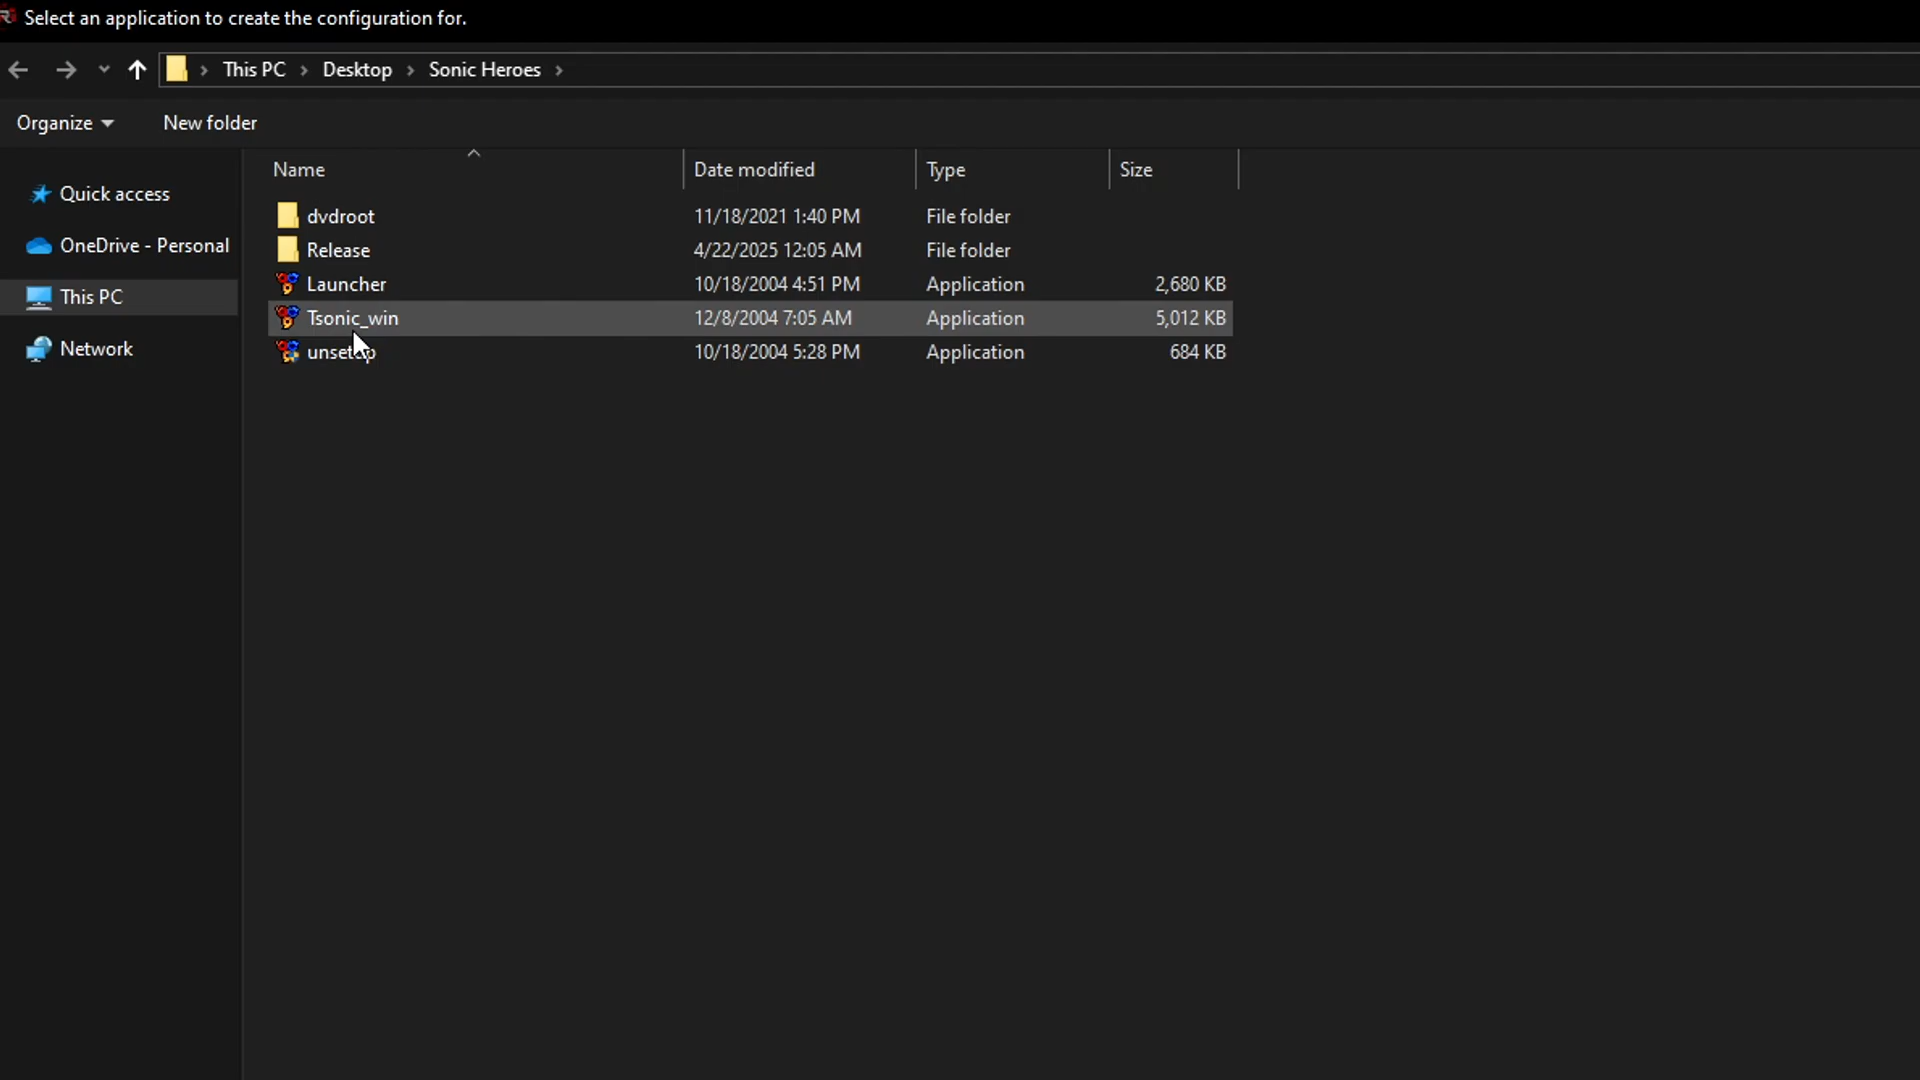 Select an application to create the configuration for.
This PC › Desktop › Sonic Heroes ›
Organize New folder
Name Date modified Type Size
Quick access
OneDrive - Personal
This PC
Network
dvdroot 11/18/2021 1:40 PM File folder
Release 4/22/2025 12:05 AM File folder
Launcher 10/18/2004 4:51 PM Application 2,680 KB
Tsonic_win 12/8/2004 7:05 AM Application 5,012 KB
unsetup 10/18/2004 5:28 PM Application 684 KB